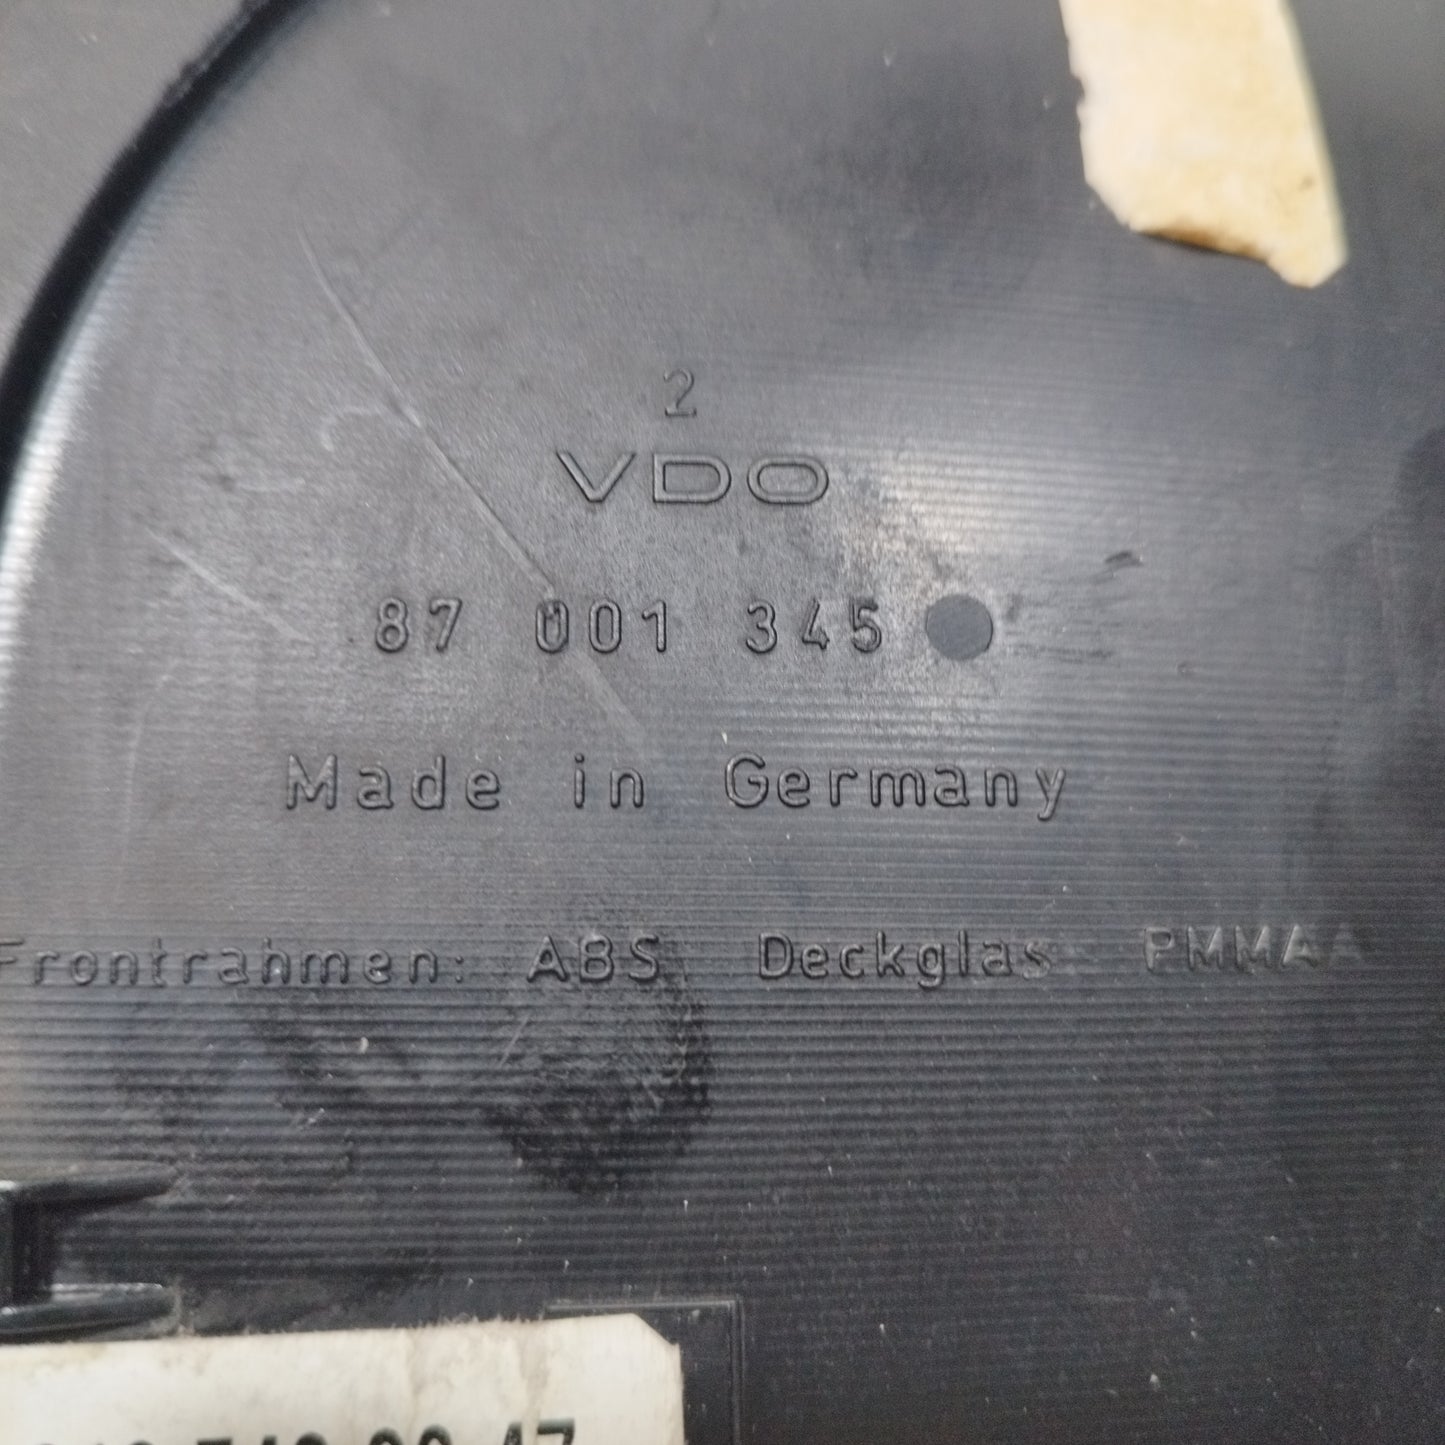 2
VDO
87 001 345
Made in Germany
Frontrahmen: ABS Deckglas PMMA